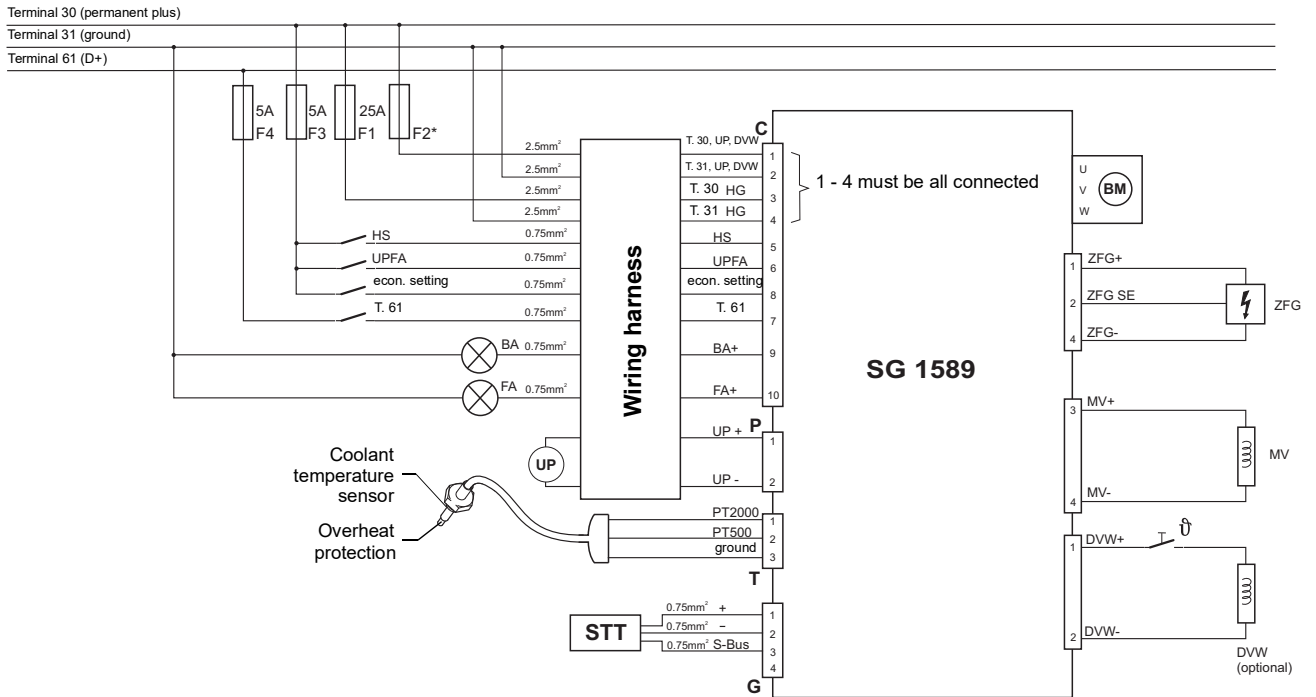 Terminal 30 (permanent plus)
Terminal 31 (ground)
Terminal 61 (D+)
5A
F4
5A
F3
25A
F1
F2*
2.5mm²
2.5mm²
2.5mm²
2.5mm²
HS
0.75mm²
UPFA
0.75mm²
econ. setting
0.75mm²
T. 61
0.75mm²
BA
0.75mm²
FA
0.75mm²
UP
Wiring harness
C
T. 30, UP, DVW
1
T. 31, UP, DVW
2
T. 30 HG
3
T. 31 HG
4
HS
5
UPFA
6
econ. setting
8
T. 61
7
BA+
9
FA+
10
1 - 4 must be all connected
P
UP +
1
UP -
2
Coolant
temperature
sensor
Overheat
protection
PT2000
1
PT500
2
ground
3
T
STT
0.75mm² +
1
0.75mm² −
2
0.75mm² S-Bus
3
4
G
SG 1589
U
V
W
BM
1
ZFG+
2
ZFG SE
4
ZFG-
ZFG
3
MV+
4
MV-
MV
1
DVW+
ϑ
2
DVW-
DVW
(optional)